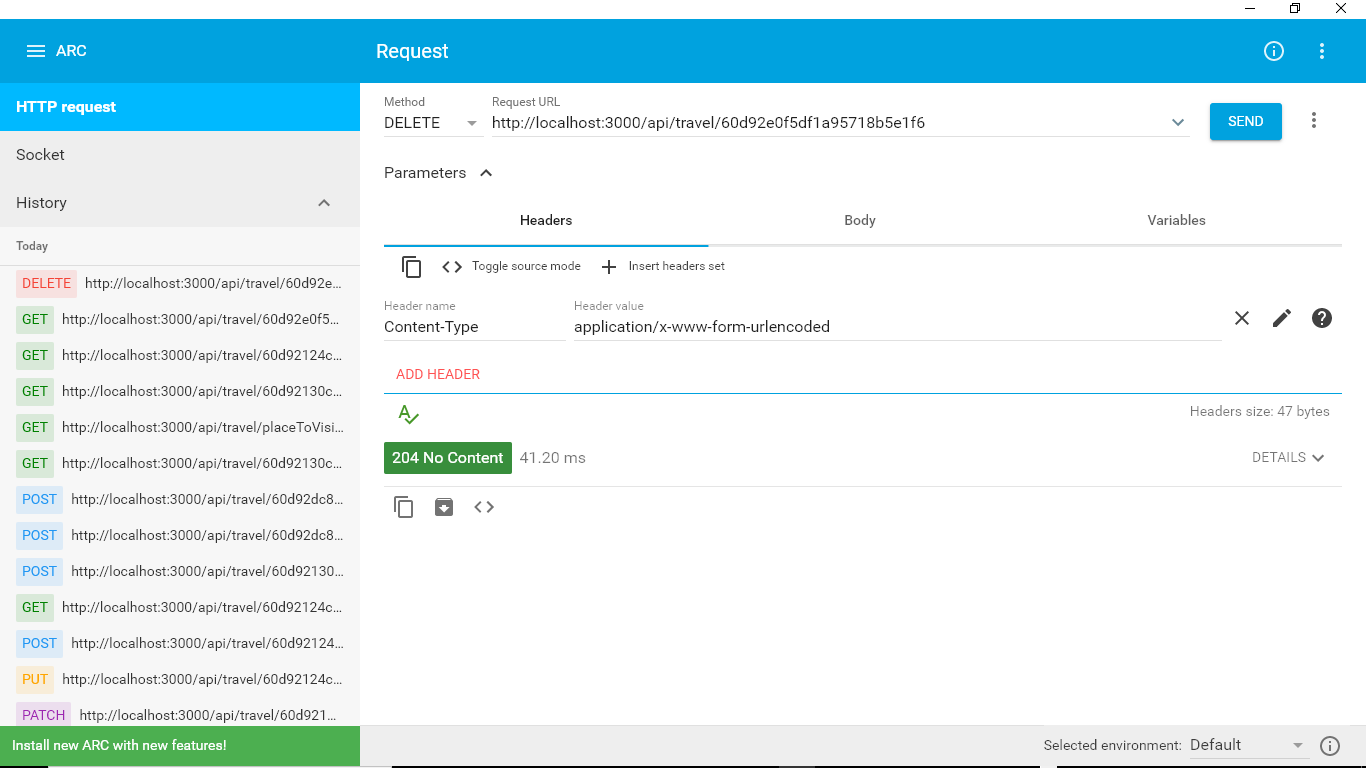 ARC
Request
HTTP request
Socket
History
Today
DELETE http://localhost:3000/api/travel/60d92e...
GET http://localhost:3000/api/travel/60d92e0f5...
GET http://localhost:3000/api/travel/60d92124c...
GET http://localhost:3000/api/travel/60d92130c...
GET http://localhost:3000/api/travel/placeToVisi...
GET http://localhost:3000/api/travel/60d92130c...
POST http://localhost:3000/api/travel/60d92dc8...
POST http://localhost:3000/api/travel/60d92dc8...
POST http://localhost:3000/api/travel/60d92130...
GET http://localhost:3000/api/travel/60d92124c...
POST http://localhost:3000/api/travel/60d92124...
PUT http://localhost:3000/api/travel/60d92124c...
PATCH http://localhost:3000/api/travel/60d921...
Install new ARC with new features!
Method Request URL
DELETE http://localhost:3000/api/travel/60d92e0f5df1a95718b5e1f6
SEND
Parameters
Headers Body Variables
Toggle source mode Insert headers set
Header name Header value
Content-Type application/x-www-form-urlencoded
ADD HEADER
Headers size: 47 bytes
204 No Content 41.20 ms DETAILS
Selected environment: Default